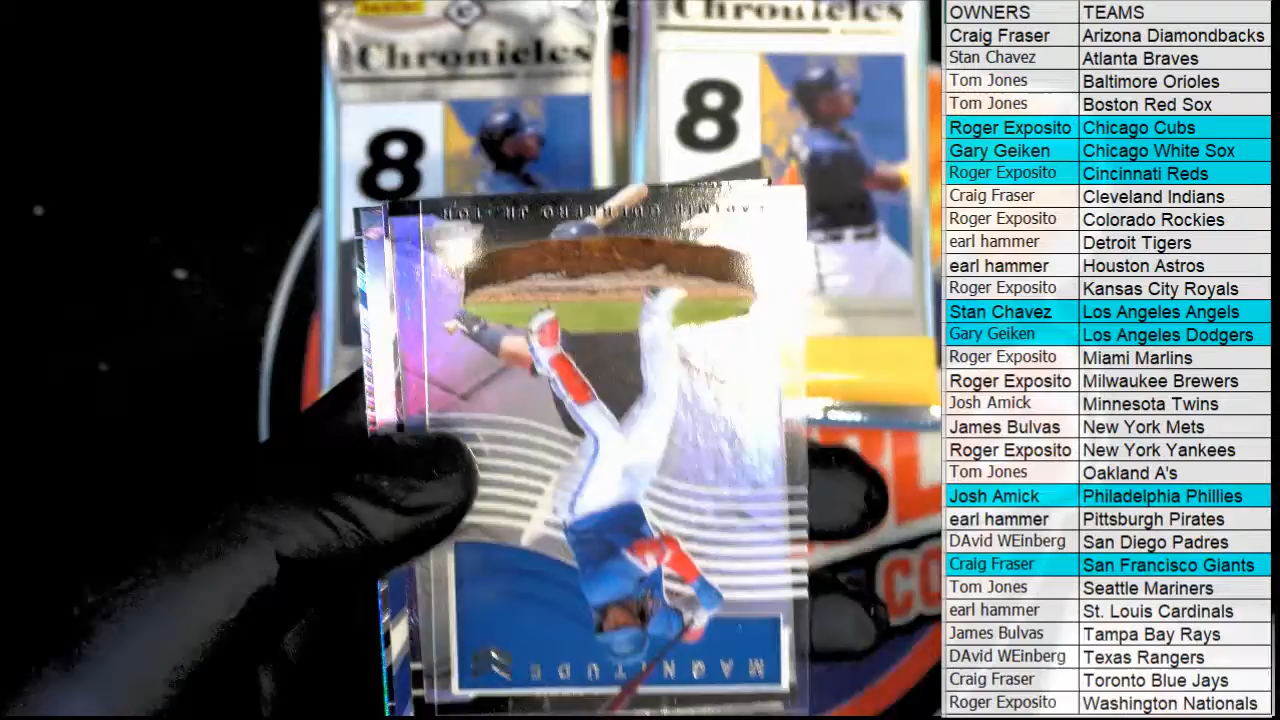 PANINI
Chronicles
Chronicles
8
8
VLADIMIR GUERRERO JR.
MAGNITUDE
OWNERS TEAMS
Craig Fraser Arizona Diamondbacks
Stan Chavez Atlanta Braves
Tom Jones Baltimore Orioles
Tom Jones Boston Red Sox
Roger Exposito Chicago Cubs
Gary Geiken Chicago White Sox
Roger Exposito Cincinnati Reds
Craig Fraser Cleveland Indians
Roger Exposito Colorado Rockies
earl hammer Detroit Tigers
earl hammer Houston Astros
Roger Exposito Kansas City Royals
Stan Chavez Los Angeles Angels
Gary Geiken Los Angeles Dodgers
Roger Exposito Miami Marlins
Roger Exposito Milwaukee Brewers
Josh Amick Minnesota Twins
James Bulvas New York Mets
Roger Exposito New York Yankees
Tom Jones Oakland A's
Josh Amick Philadelphia Phillies
earl hammer Pittsburgh Pirates
DAvid WEinberg San Diego Padres
Craig Fraser San Francisco Giants
Tom Jones Seattle Mariners
earl hammer St. Louis Cardinals
James Bulvas Tampa Bay Rays
DAvid WEinberg Texas Rangers
Craig Fraser Toronto Blue Jays
Roger Exposito Washington Nationals